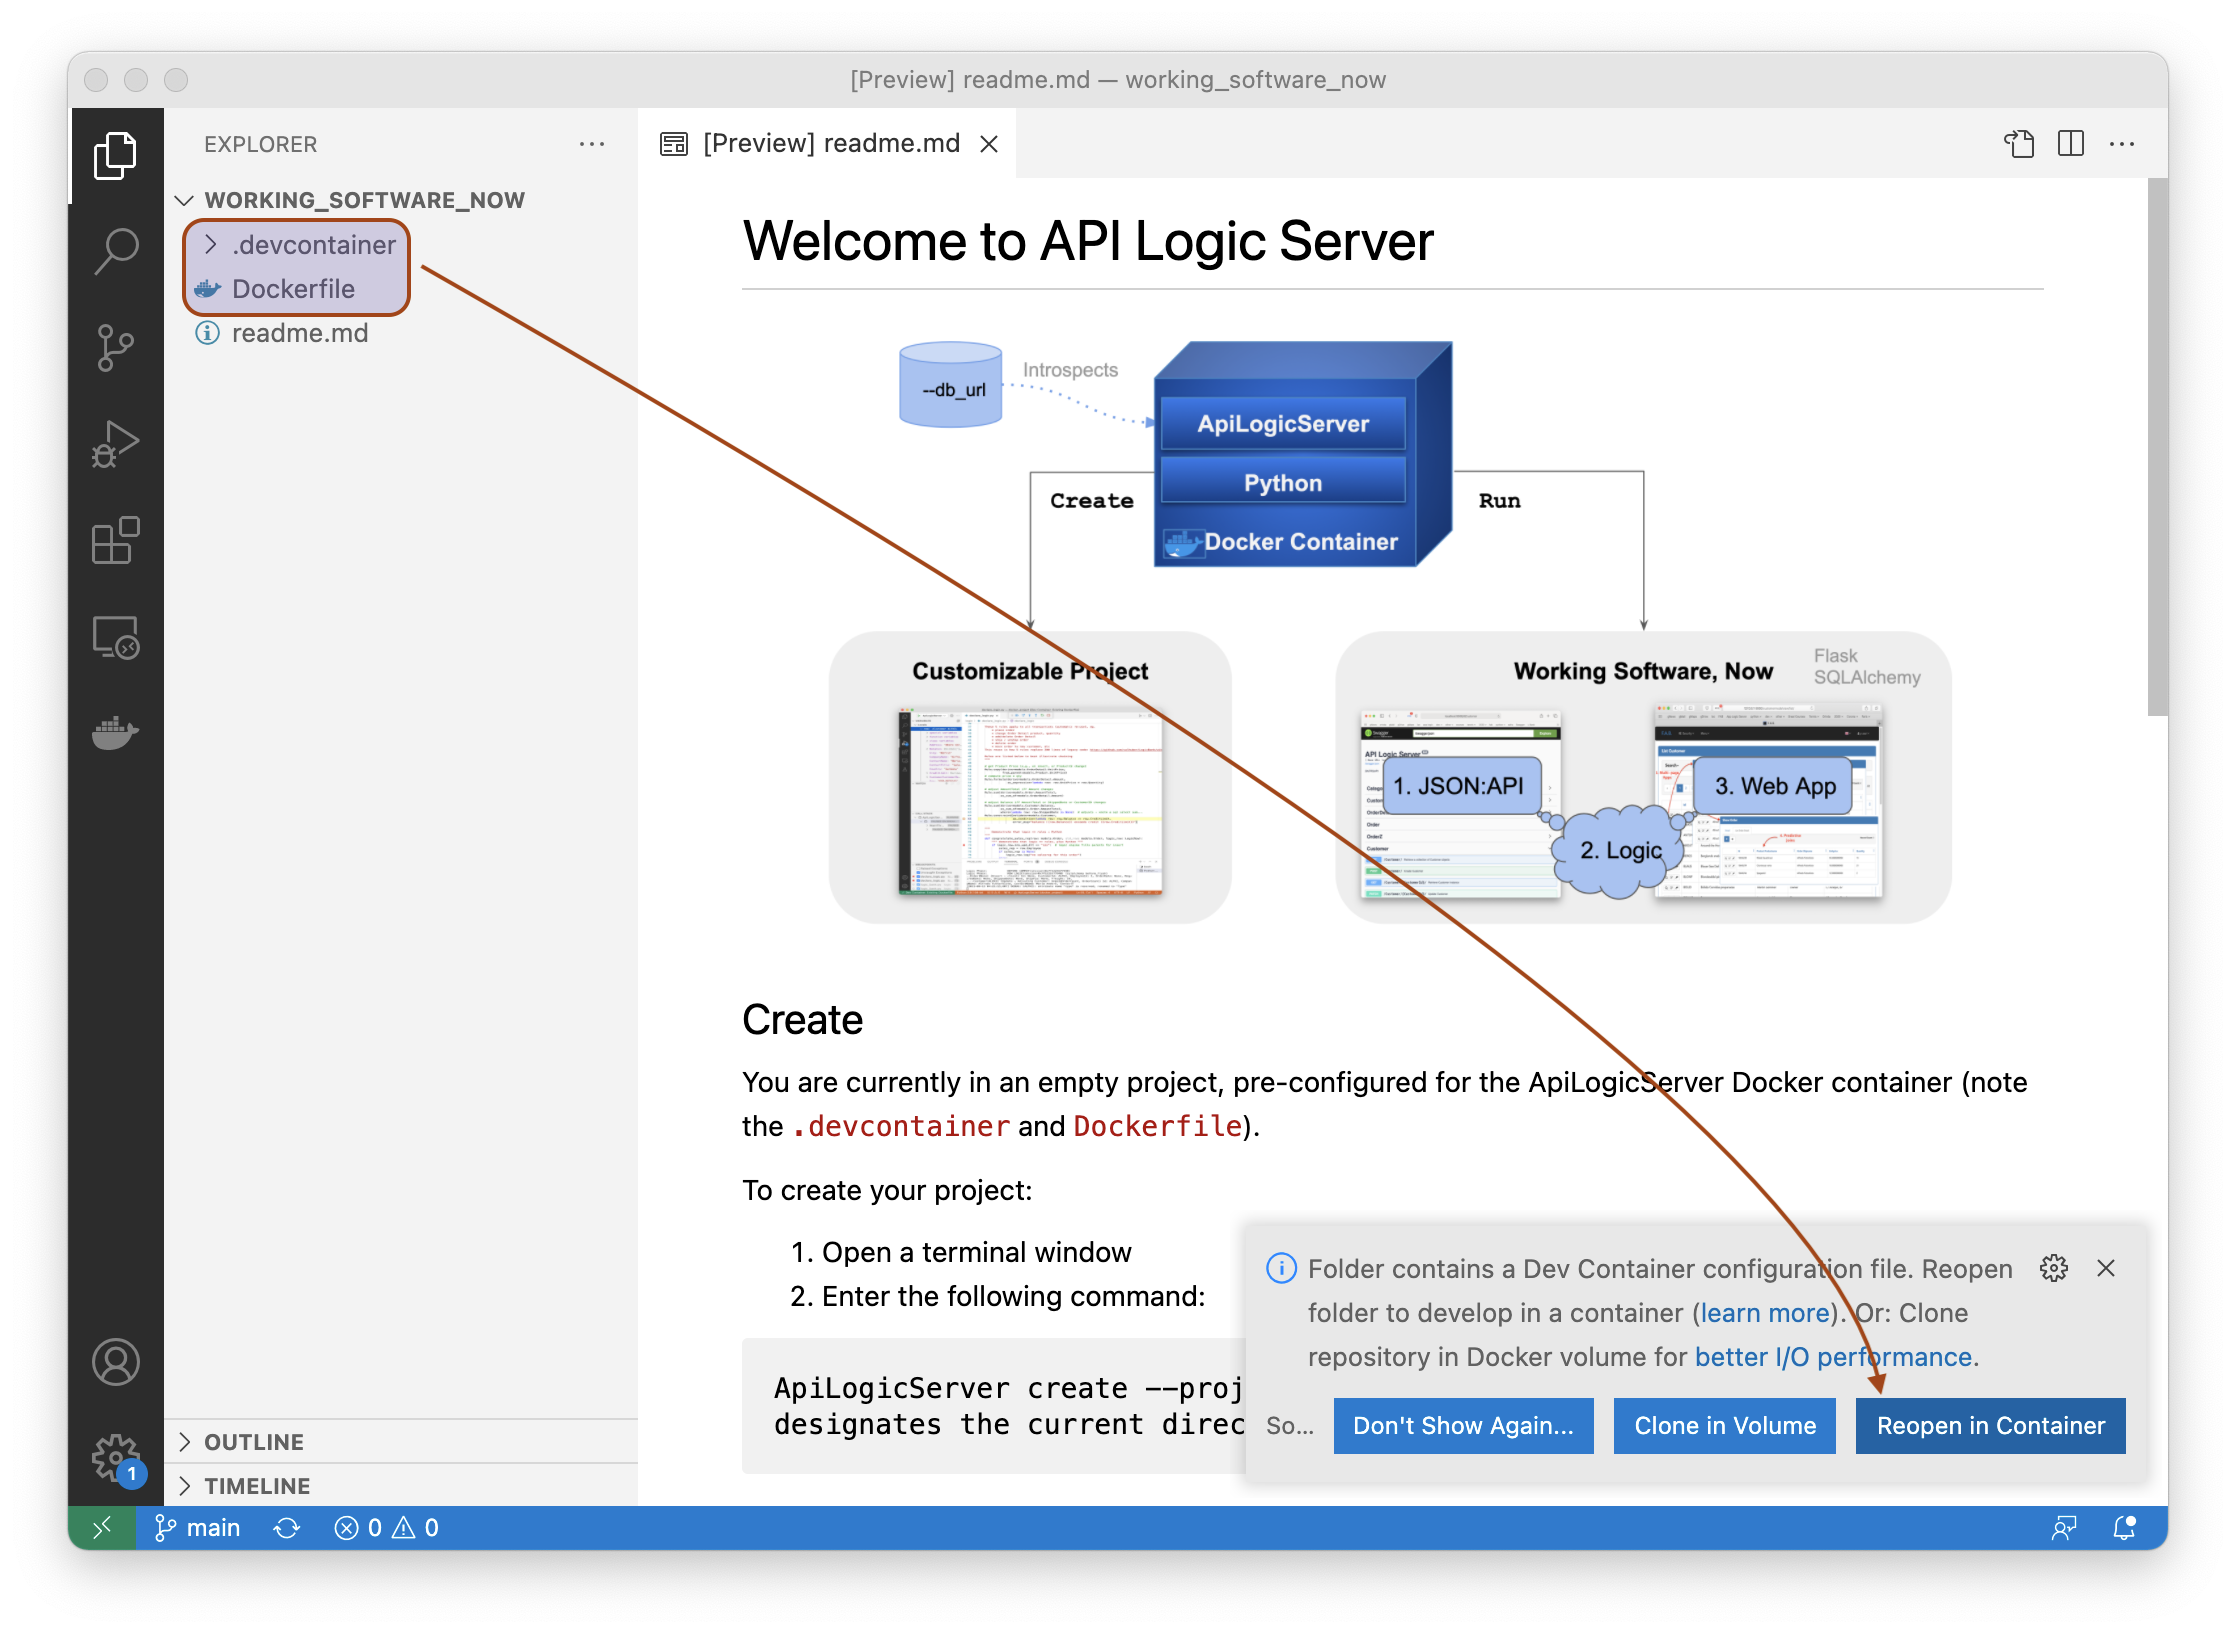 [Preview] readme.md — working_software_now
EXPLORER
WORKING_SOFTWARE_NOW
.devcontainer
Dockerfile
readme.md
OUTLINE
TIMELINE
1
[Preview] readme.md
Welcome to API Logic Server
--db_url
Introspects
ApiLogicServer
Python
Docker Container
Create
Run
Customizable Project
Working Software, Now
Flask
SQLAlchemy
API Logic Server
1. JSON:API
2. Logic
3. Web App
Create
You are currently in an empty project, pre-configured for the ApiLogicServer Docker container (note
the .devcontainer and Dockerfile).
To create your project:
1. Open a terminal window
2. Enter the following command:
ApiLogicServer create --proj
designates the current direc
Folder contains a Dev Container configuration file. Reopen
folder to develop in a container (learn more). Or: Clone
repository in Docker volume for better I/O performance.
So...
Don't Show Again...
Clone in Volume
Reopen in Container
main
0
0